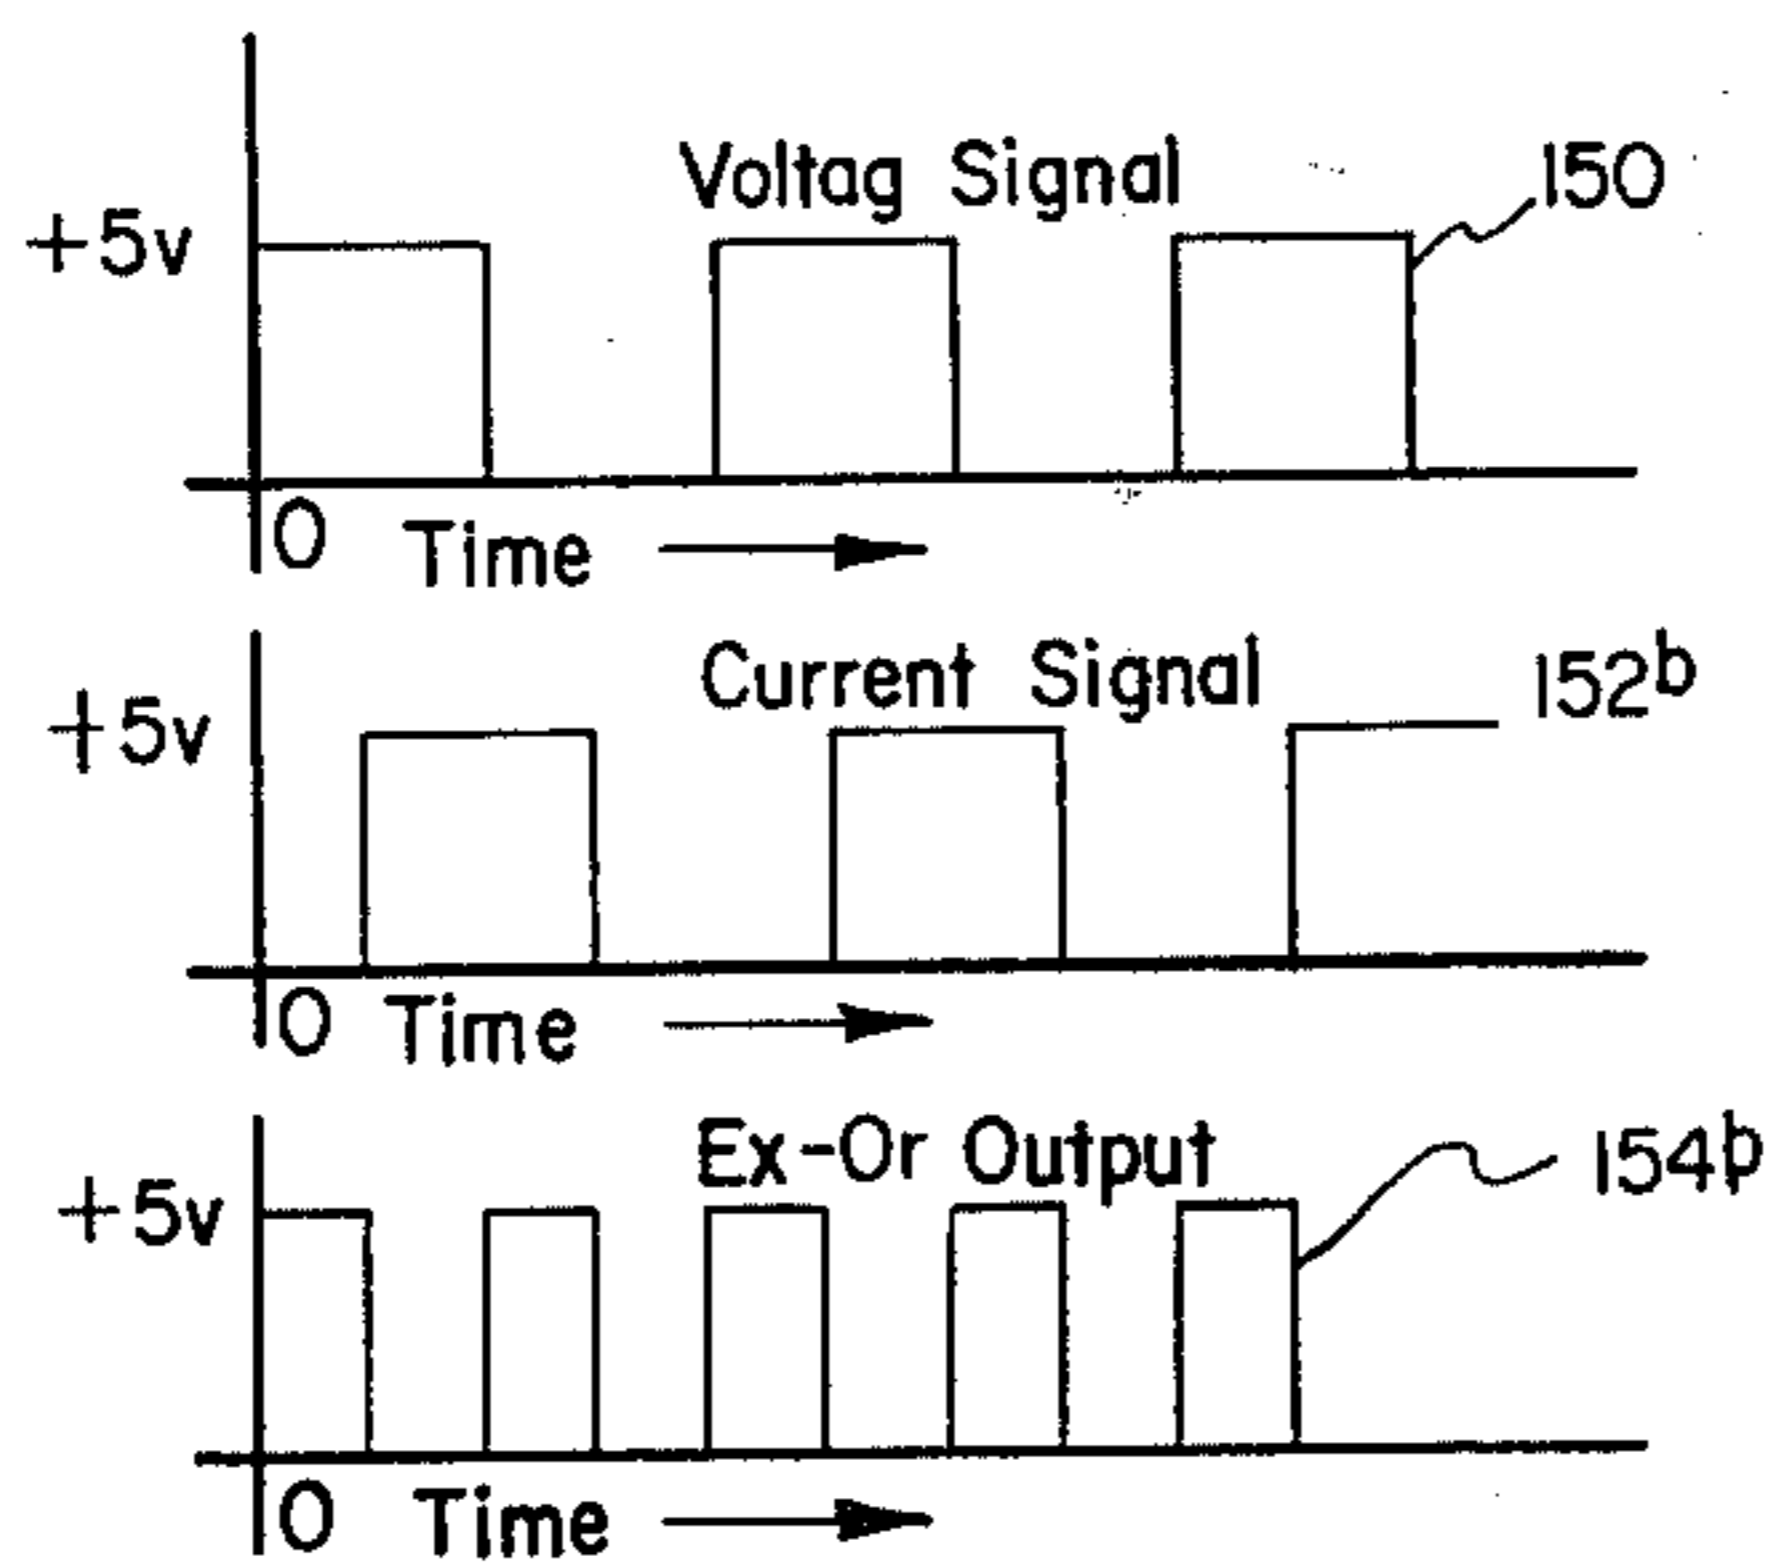 Voltag Signal
150
+5v
0 Time
Current Signal
152b
+5v
0 Time
Ex-Or Output
154b
+5v
0 Time